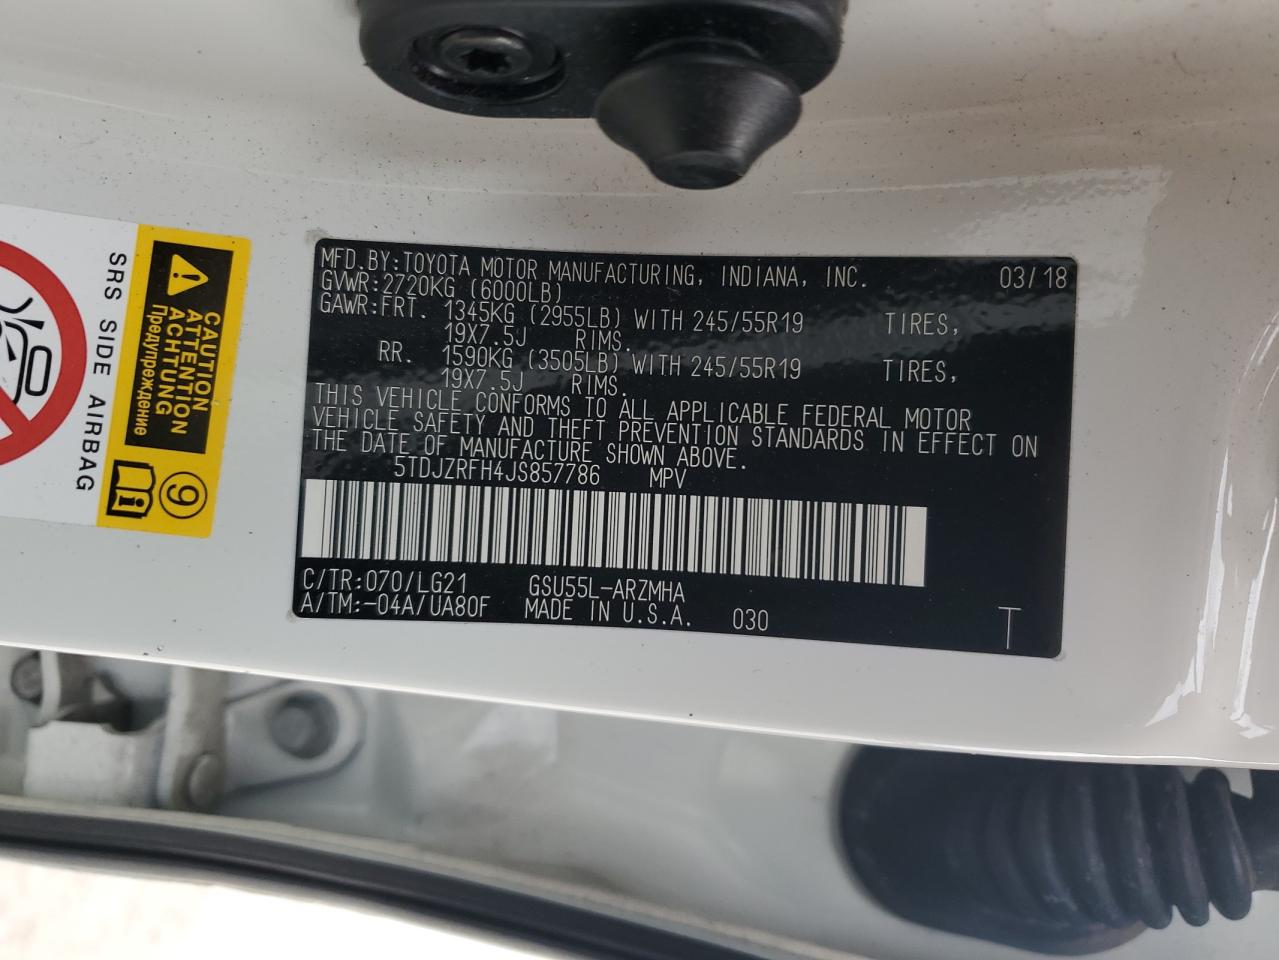 MFD.BY:TOYOTA MOTOR MANUFACTURING, INDIANA, INC. 03/18
GVWR:2720KG (6000LB)
GAWR:FRT. 1345KG (2955LB) WITH 245/55R19 TIRES,
19X7.5J RIMS.
RR. 1590KG (3505LB) WITH 245/55R19 TIRES,
19X7.5J RIMS.
THIS VEHICLE CONFORMS TO ALL APPLICABLE FEDERAL MOTOR
VEHICLE SAFETY AND THEFT PREVENTION STANDARDS IN EFFECT ON
THE DATE OF MANUFACTURE SHOWN ABOVE.
5TDJZRFH4JS857786 MPV
C/TR:070/LG21 GSU55L-ARZMHA
A/TM:-04A/UA80F MADE IN U.S.A. 030 T
CAUTION
ATTENTION
ACHTUNG
Предупреждение
9
SRS SIDE AIRBAG